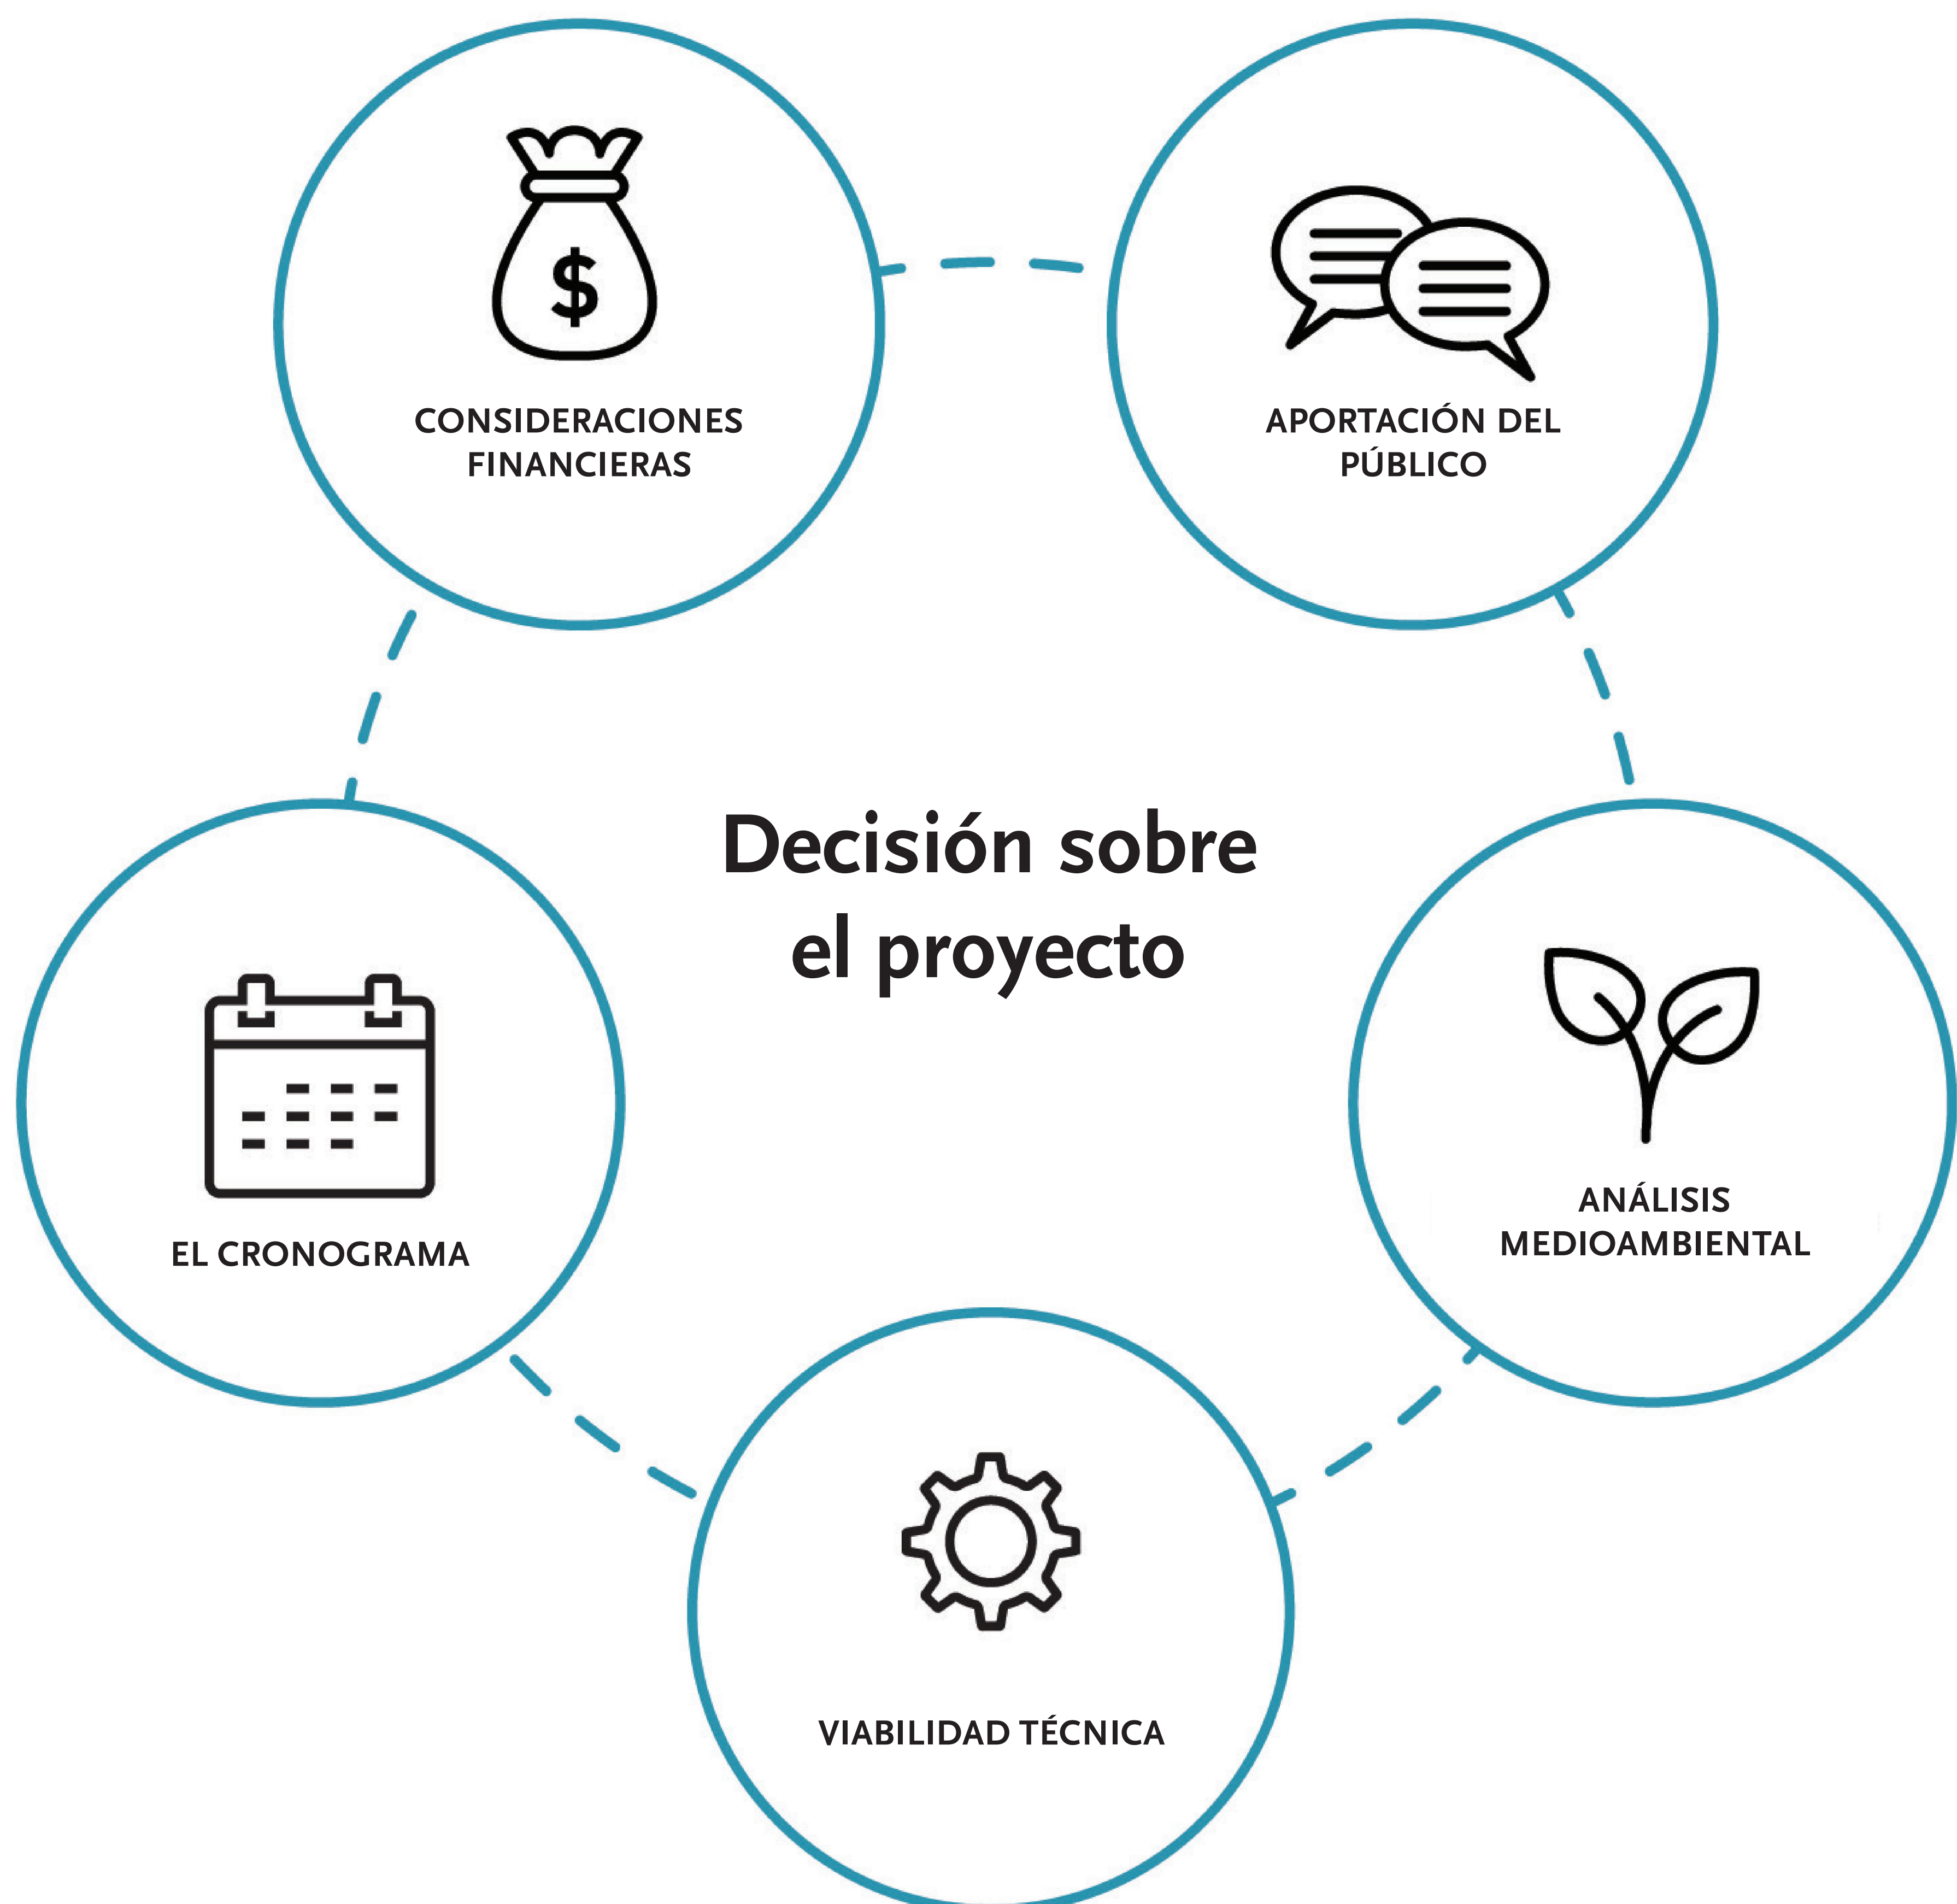 CONSIDERACIONES
FINANCIERAS
APORTACIÓN DEL
PÚBLICO
Decisión sobre
el proyecto
EL CRONOGRAMA
ANÁLISIS
MEDIOAMBIENTAL
VIABILIDAD TÉCNICA